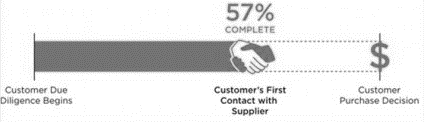 57%
COMPLETE
$
Customer Due
Diligence Begins
Customer's First
Contact with
Supplier
Customer
Purchase Decision